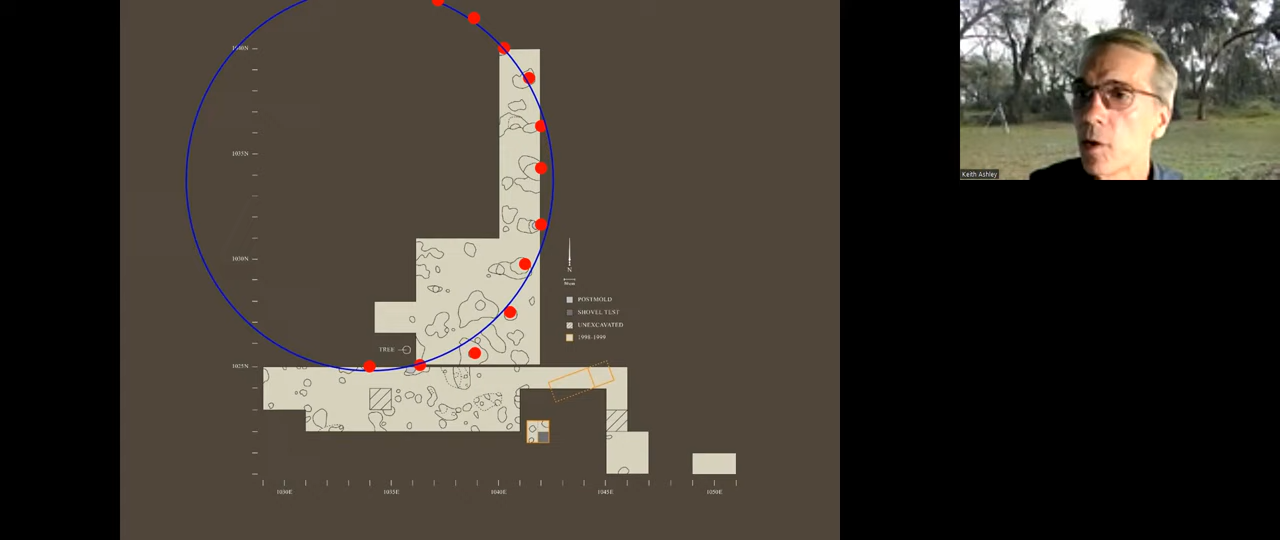 1040N
1035N
1030N
1025N
TREE
N
POSTMOLD
SHOVEL TEST
UNEXCAVATED
1998-1999
1030E
1035E
1040E
1045E
1050E
Keith Ashley